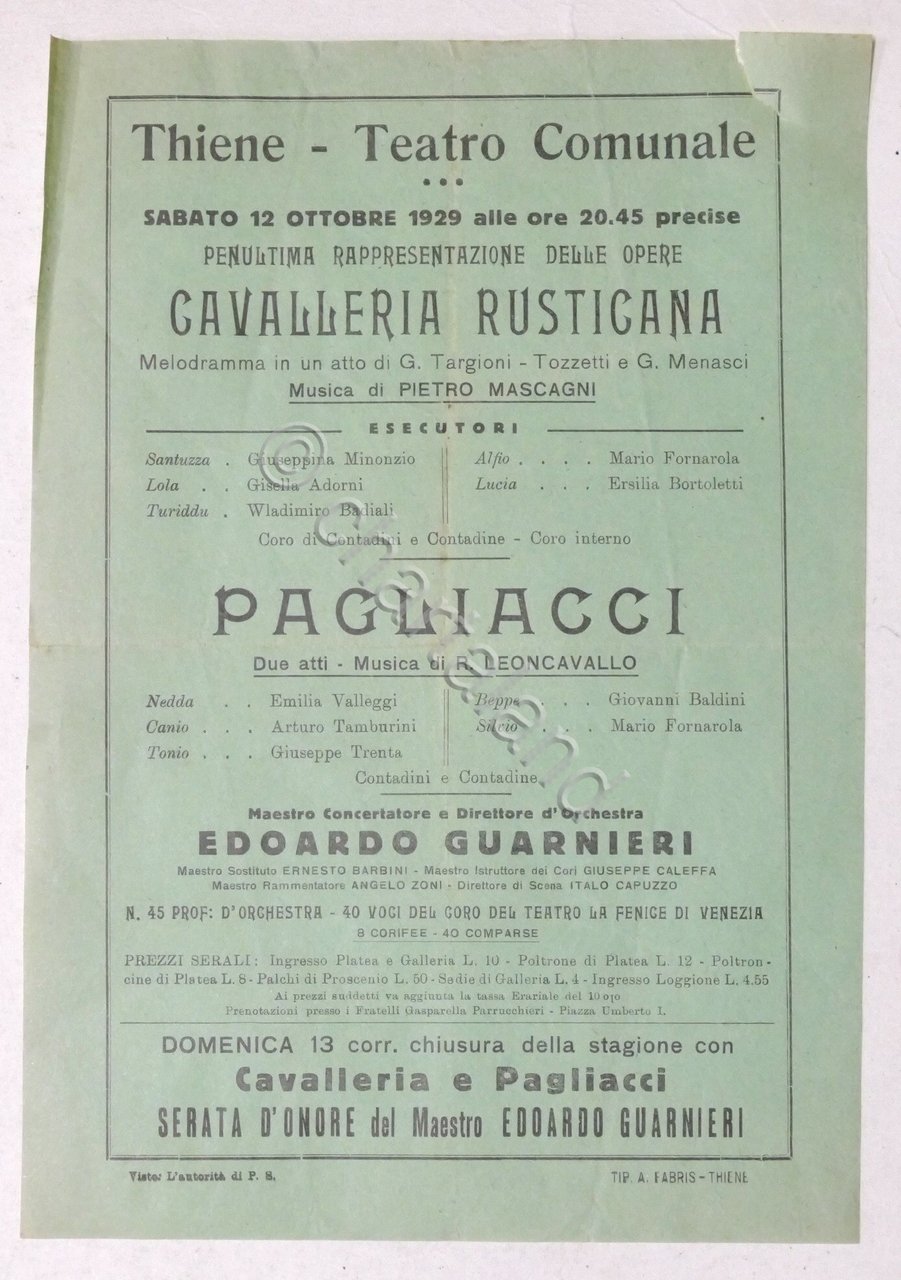 Thiene - Teatro Comunale
SABATO 12 OTTOBRE 1929 alle ore 20.45 precise
PENULTIMA RAPPRESENTAZIONE DELLE OPERE
CAVALLERIA RUSTICANA
Melodramma in un atto di G. Targioni - Tozzetti e G. Menasci
Musica di PIETRO MASCAGNI
ESECUTORI
Santuzza . Giuseppina Minonzio
Lola . . Gisella Adorni
Turiddu . Wladimiro Badiali
Alfio . . . . Mario Fornarola
Lucia . . . Ersilia Bortoletti
Coro di Contadini e Contadine - Coro interno
PAGLIACCI
Due atti - Musica di R. LEONCAVALLO
Nedda . . Emilia Valleggi
Canio . . . Arturo Tamburini
Tonio . . . Giuseppe Trenta
Beppe . . . Giovanni Baldini
Silvio . . . Mario Fornarola
Contadini e Contadine
Maestro Concertatore e Direttore d'Orchestra
EDOARDO GUARNIERI
Maestro Sostituto ERNESTO BARBINI - Maestro Istruttore dei Cori GIUSEPPE CALEFFA
Maestro Rammentatore ANGELO ZONI - Direttore di Scena ITALO CAPUZZO
N. 45 PROF: D'ORCHESTRA - 40 VOCI DEL CORO DEL TEATRO LA FENICE DI VENEZIA
8 CORIFEE - 40 COMPARSE
PREZZI SERALI: Ingresso Platea e Galleria L. 10 - Poltrone di Platea L. 12 - Poltron-
cine di Platea L. 8 - Palchi di Proscenio L. 50 - Sedie di Galleria L. 4 - Ingresso Loggione L. 4.55
Ai prezzi suddetti va aggiunta la tassa Erariale del 10 o|o
Prenotazioni presso i Fratelli Gasparella Parrucchieri - Piazza Umberto I.
DOMENICA 13 corr. chiusura della stagione con
Cavalleria e Pagliacci
SERATA D'ONORE del Maestro EDOARDO GUARNIERI
Visto: L'autorità di P. S.
TIP. A. FABRIS - THIENE
© chartaland